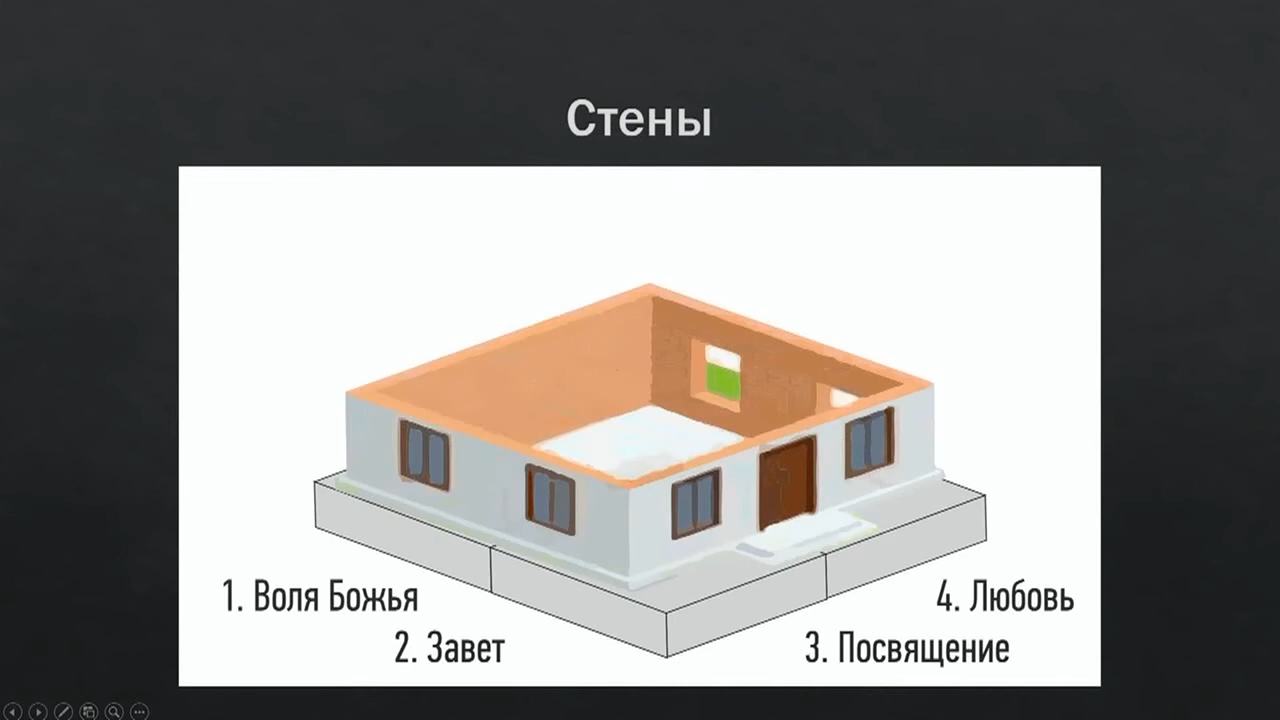 Стены
1. Воля Божья
2. Завет
3. Посвящение
4. Любовь